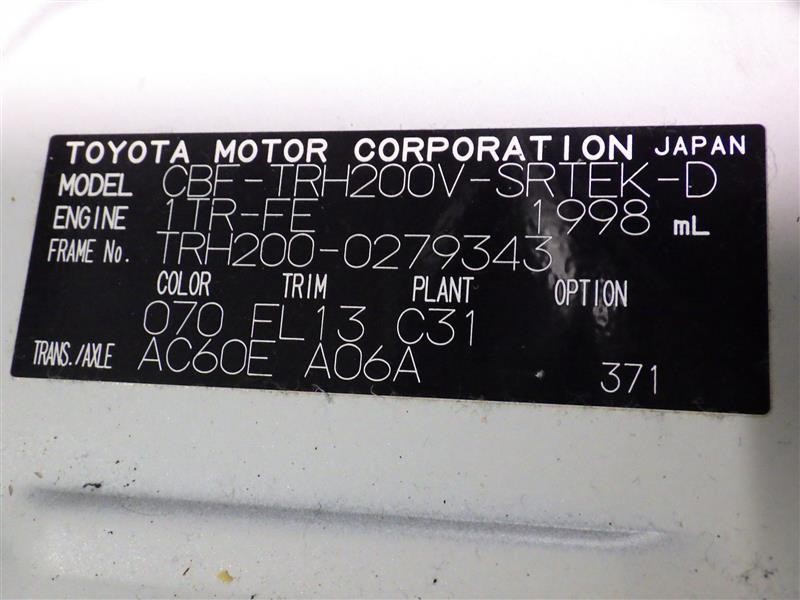 TOYOTA MOTOR CORPORATION JAPAN
MODEL CBF-TRH200V-SRTEK-D
ENGINE 1TR-FE 1998 mL
FRAME No. TRH200-0279343
COLOR TRIM PLANT OPTION
070 FL13 C31
TRANS./AXLE AC60E A06A 371